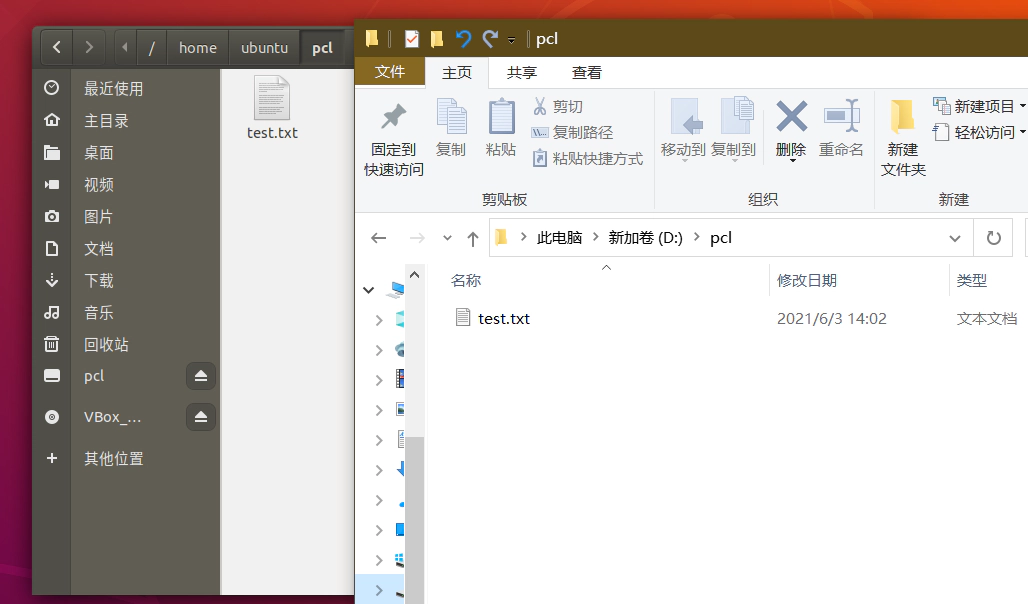 / home ubuntu pcl
最近使用
主目录
桌面
视频
图片
文档
下载
音乐
回收站
pcl
VBox_...
其他位置
test.txt
pcl
文件 主页 共享 查看
固定到
快速访问
复制
粘贴
剪切
复制路径
粘贴快捷方式
剪贴板
移动到
复制到
删除
重命名
组织
新建
文件夹
新建项目
轻松访问
新建
此电脑 新加卷 (D:) pcl
名称 修改日期 类型
test.txt 2021/6/3 14:02 文本文档